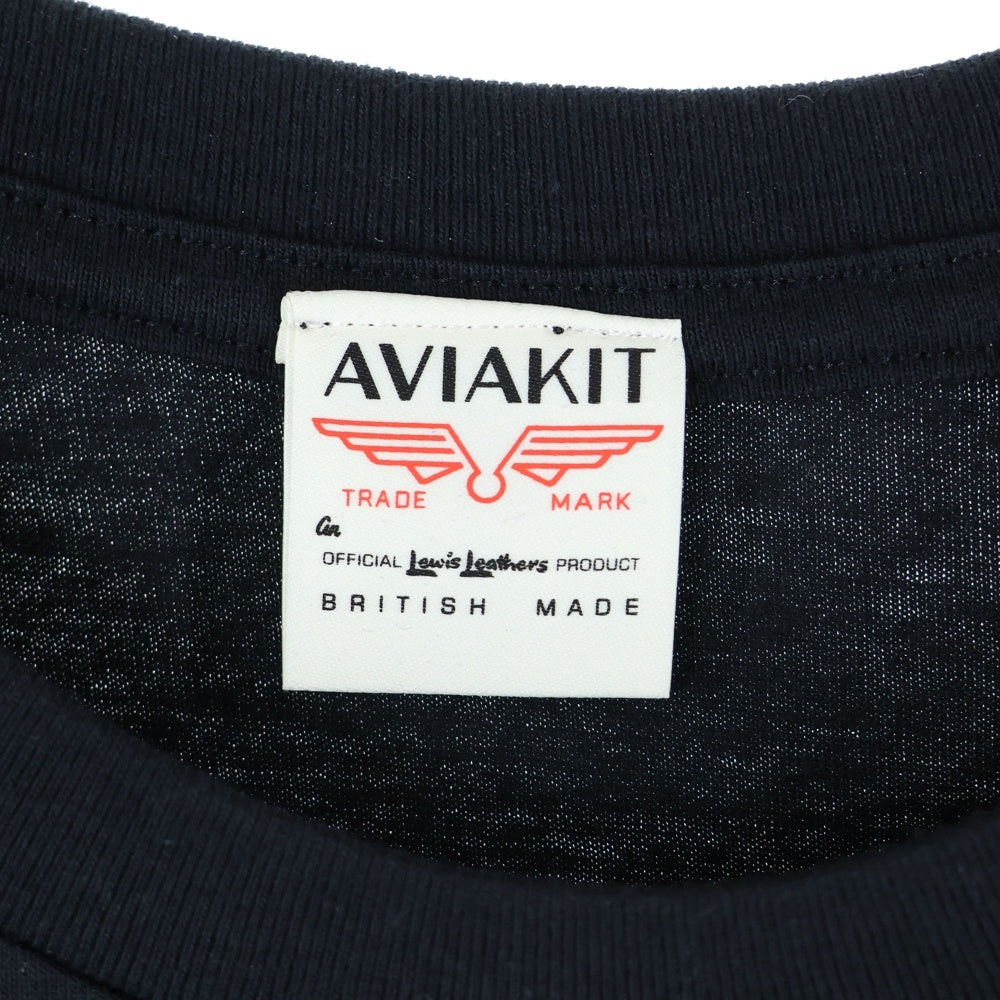 AVIAKIT
TRADE MARK
An
OFFICIAL Lewis Leathers PRODUCT
BRITISH MADE